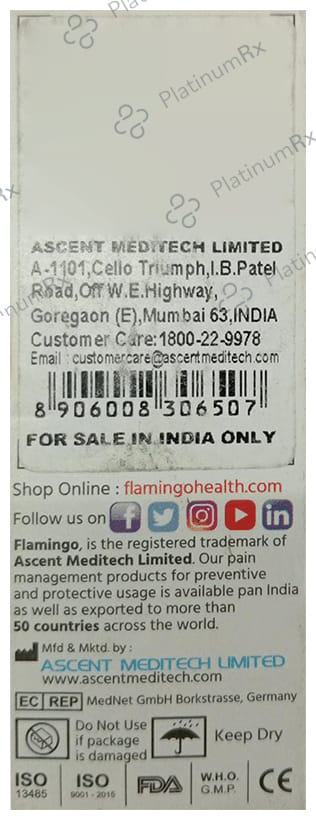 PlatinumRx
PlatinumRx
PlatinumRx
ASCENT MEDITECH LIMITED
A-1101,Cello Triumph,I.B.Patel
Road,Off W.E.Highway,
Goregaon (E),Mumbai 63,INDIA
Customer Care:1800-22-9978
Email : customercare@ascentmeditech.com
8 906008 306507
FOR SALE IN INDIA ONLY
Shop Online : flamingohealth.com
Follow us on f in
Flamingo, is the registered trademark of
Ascent Meditech Limited. Our pain
management products for preventive
and protective usage is available pan India
as well as exported to more than
50 countries across the world.
Mfd & Mktd. by :
ASCENT MEDITECH LIMITED
www.ascentmeditech.com
EC REP MedNet GmbH Borkstrasse, Germany
Do Not Use
if package
is damaged
Keep Dry
ISO
13485
ISO
9001 - 2015
FDA
W.H.O.
G.M.P.
CE